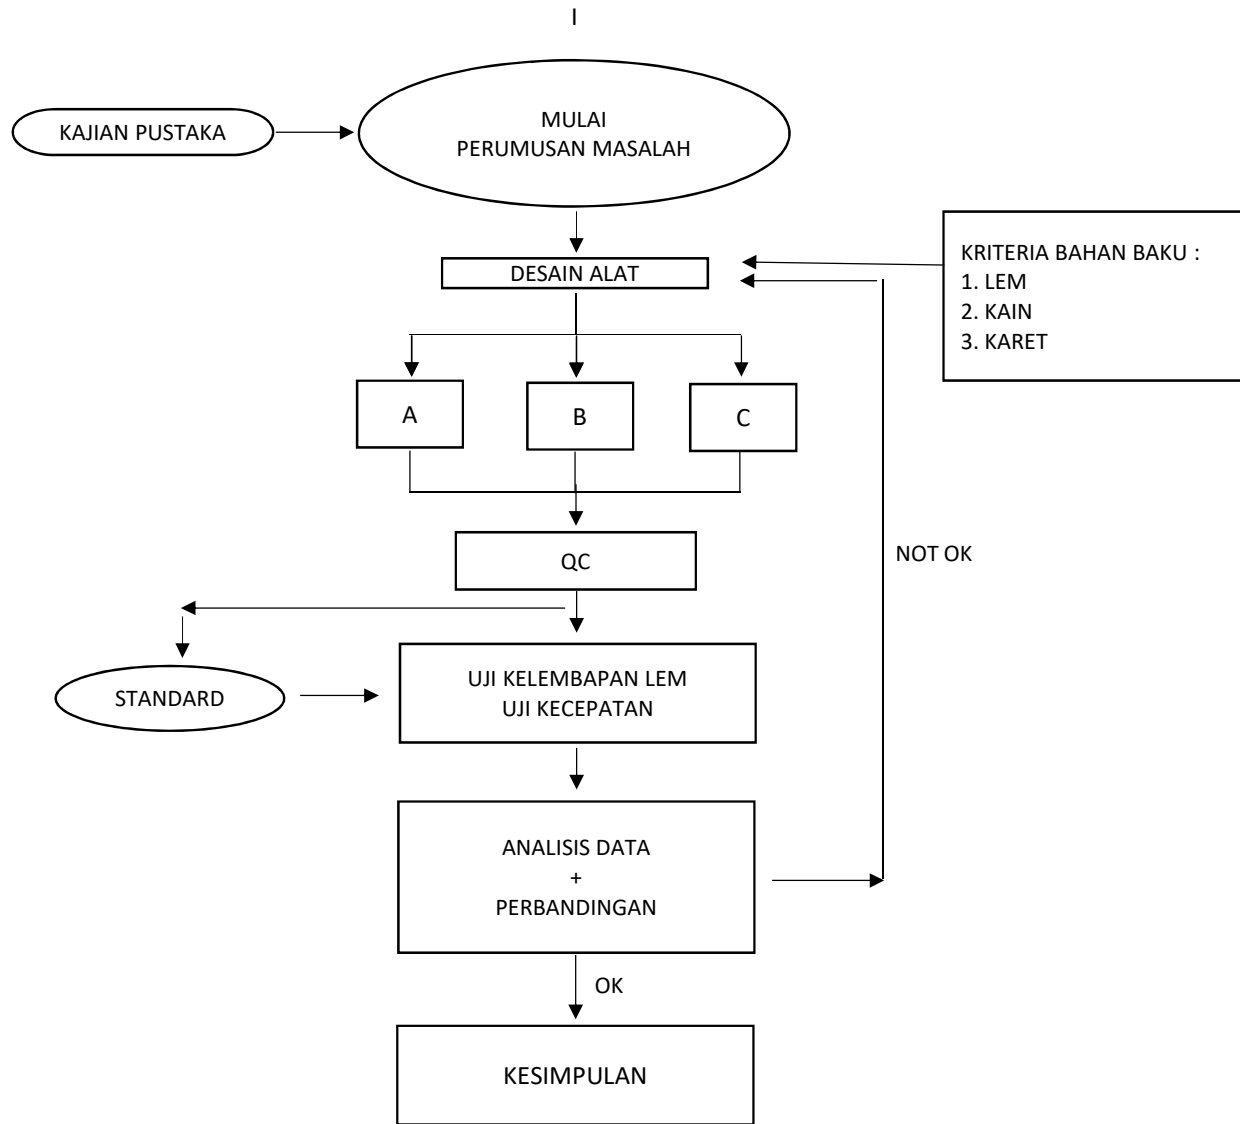 I
KAJIAN PUSTAKA
MULAI
PERUMUSAN MASALAH
DESAIN ALAT
KRITERIA BAHAN BAKU :
1. LEM
2. KAIN
3. KARET
A
B
C
QC
NOT OK
STANDARD
UJI KELEMBAPAN LEM
UJI KECEPATAN
ANALISIS DATA
+
PERBANDINGAN
OK
KESIMPULAN